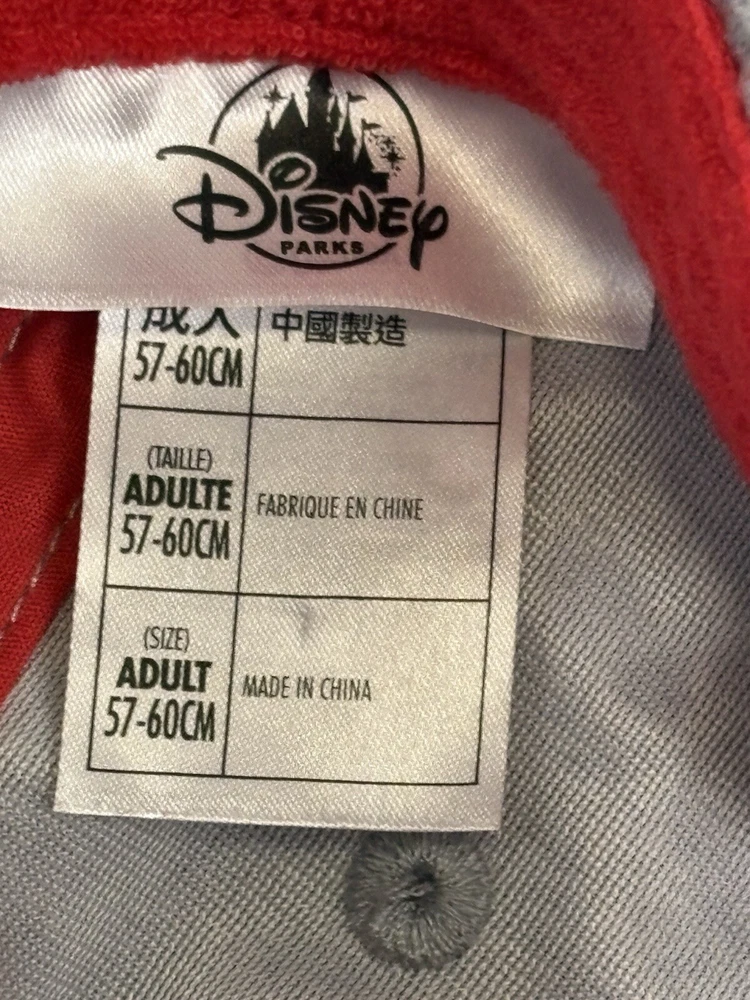 Disney
PARKS
成人
57-60CM
中國製造
(TAILLE)
ADULTE
57-60CM
FABRIQUE EN CHINE
(SIZE)
ADULT
57-60CM
MADE IN CHINA